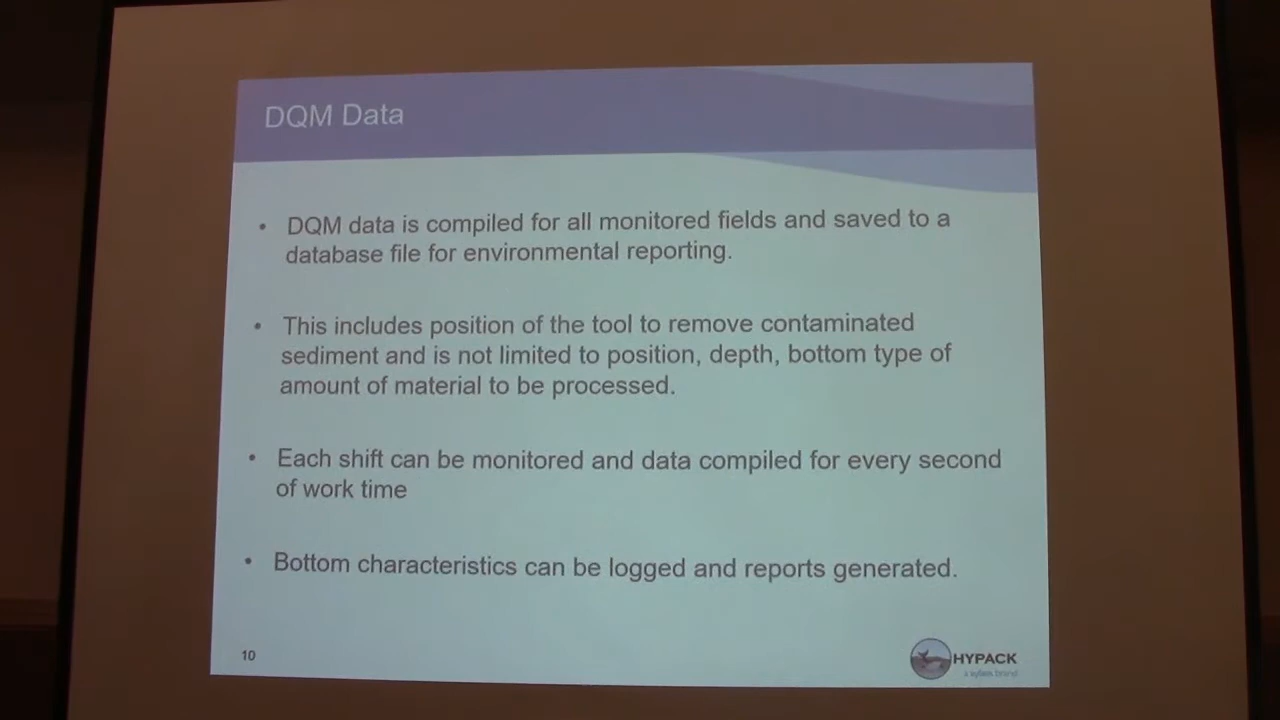 DQM Data
• DQM data is compiled for all monitored fields and saved to a
database file for environmental reporting.
• This includes position of the tool to remove contaminated
sediment and is not limited to position, depth, bottom type of
amount of material to be processed.
• Each shift can be monitored and data compiled for every second
of work time
• Bottom characteristics can be logged and reports generated.
10
HYPACK
a xylem brand